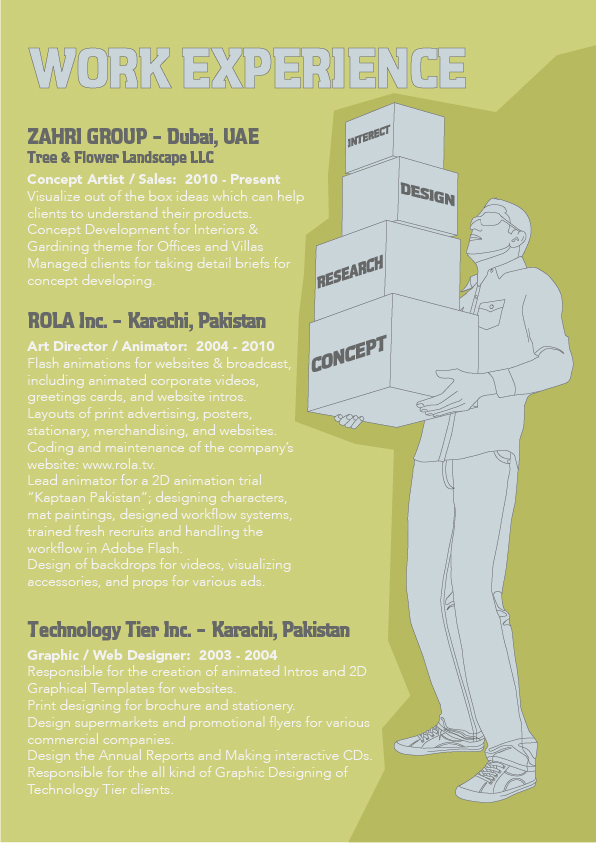 WORK EXPERIENCE
ZAHRI GROUP - Dubai, UAE
Tree & Flower Landscape LLC
Concept Artist / Sales:  2010 - Present
Visualize out of the box ideas which can help
clients to understand their products.
Concept Development for Interiors &
Gardining theme for Offices and Villas
Managed clients for taking detail briefs for
concept developing.
ROLA Inc. - Karachi, Pakistan
Art Director / Animator:  2004 - 2010
Flash animations for websites & broadcast,
including animated corporate videos,
greetings cards, and website intros.
Layouts of print advertising, posters,
stationary, merchandising, and websites.
Coding and maintenance of the company's
website: www.rola.tv.
Lead animator for a 2D animation trial
"Kaptaan Pakistan"; designing characters,
mat paintings, designed workflow systems,
trained fresh recruits and handling the
workflow in Adobe Flash.
Design of backdrops for videos, visualizing
accessories, and props for various ads.
Technology Tier Inc. - Karachi, Pakistan
Graphic / Web Designer:  2003 - 2004
Responsible for the creation of animated Intros and 2D
Graphical Templates for websites.
Print designing for brochure and stationery.
Design supermarkets and promotional flyers for various
commercial companies.
Design the Annual Reports and Making interactive CDs.
Responsible for the all kind of Graphic Designing of
Technology Tier clients.
INTERECT
DESIGN
RESEARCH
CONCEPT